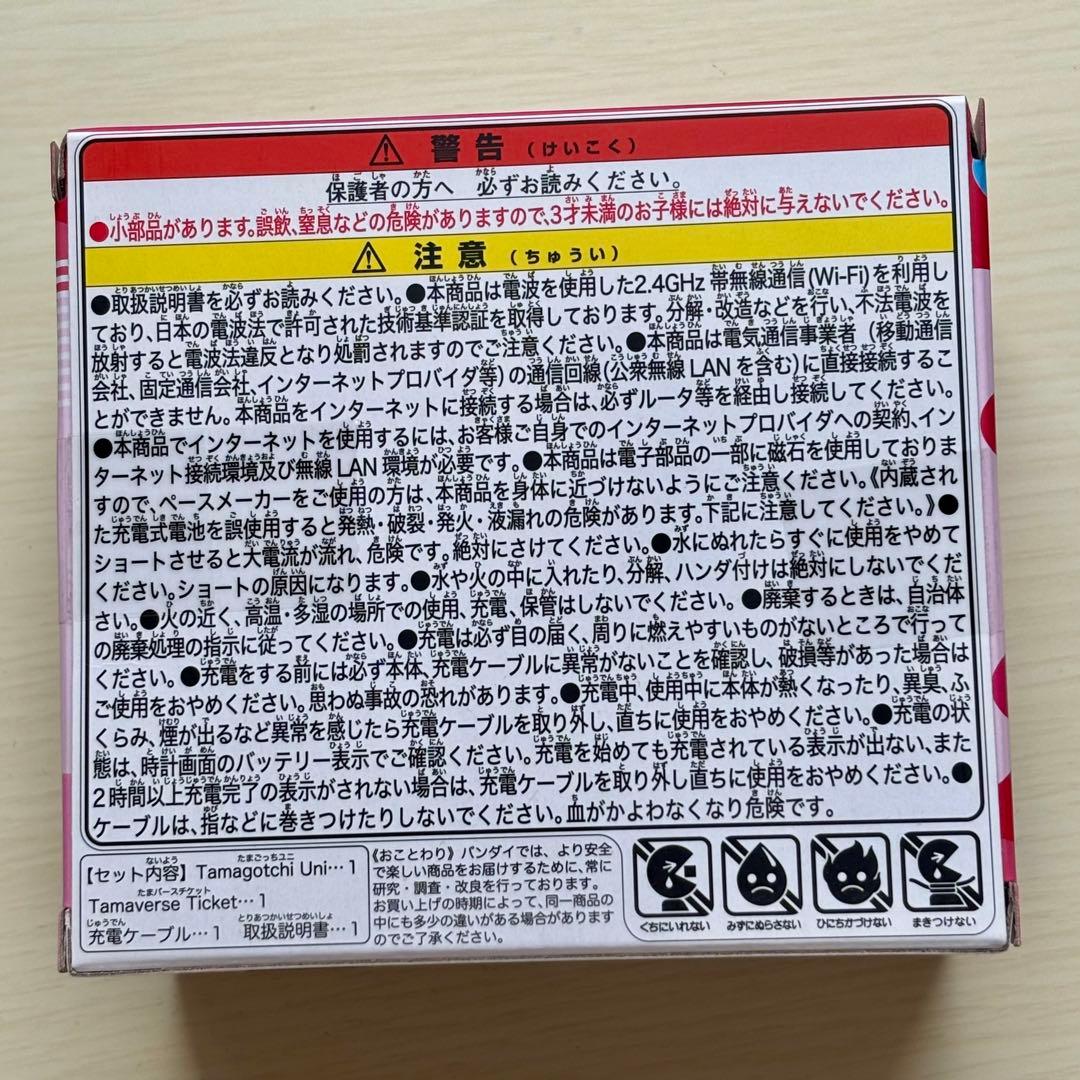 ⚠ 警告（けいこく）
保護者の方へ 必ずお読みください。
●小部品があります。誤飲、窒息などの危険がありますので、3才未満のお子様には絶対に与えないでください。
⚠ 注意（ちゅうい）
●取扱説明書を必ずお読みください。●本商品は電波を使用した2.4GHz 帯無線通信(Wi-Fi)を利用し
ており、日本の電波法で許可された技術基準認証を取得しております。分解・改造などを行い、不法電波を
放射すると電波法違反となり処罰されますのでご注意ください。●本商品は電気通信事業者（移動通信
会社、固定通信会社、インターネットプロバイダ等）の通信回線(公衆無線 LAN を含む)に直接接続するこ
とができません。本商品をインターネットに接続する場合は、必ずルータ等を経由し接続してください。
●本商品でインターネットを使用するには、お客様ご自身でのインターネットプロバイダへの契約、イン
ターネット接続環境及び無線 LAN 環境が必要です。●本商品は電子部品の一部に磁石を使用しておりま
すので、ペースメーカーをご使用の方は、本商品を身体に近づけないようにご注意ください。《内蔵され
た充電式電池を誤使用すると発熱・破裂・発火・液漏れの危険があります。下記に注意してください。》●
ショートさせると大電流が流れ、危険です。絶対にさけてください。●水にぬれたらすぐに使用をやめて
ください。ショートの原因になります。●水や火の中に入れたり、分解、ハンダ付けは絶対にしないでくだ
さい。●火の近く、高温・多湿の場所での使用、充電、保管はしないでください。●廃棄するときは、自治体
の廃棄処理の指示に従ってください。●充電は必ず目の届く、周りに燃えやすいものがないところで行って
ください。●充電をする前には必ず本体、充電ケーブルに異常がないことを確認し、破損等があった場合は
ご使用をおやめください。思わぬ事故の恐れがあります。●充電中、使用中に本体が熱くなったり、異臭、ふ
くらみ、煙が出るなど異常を感じたら充電ケーブルを取り外し、直ちに使用をおやめください。●充電の状
態は、時計画面のバッテリー表示でご確認ください。充電を始めても充電されている表示が出ない、また
2時間以上充電完了の表示がされない場合は、充電ケーブルを取り外し直ちに使用をおやめください。●
ケーブルは、指などに巻きつけたりしないでください。血がかよわなくなり危険です。
【セット内容】Tamagotchi Uni…1
Tamaverse Ticket…1
充電ケーブル…1 取扱説明書…1
《おことわり》バンダイでは、より安全
で楽しい商品をお届けするために、常に
研究・調査・改良を行っております。
お買い上げの時期によって、同一商品の
中にも多少の違いがある場合があります
のでご了承ください。
くちにいれない みずにぬらさない ひにちかづけない まきつけない